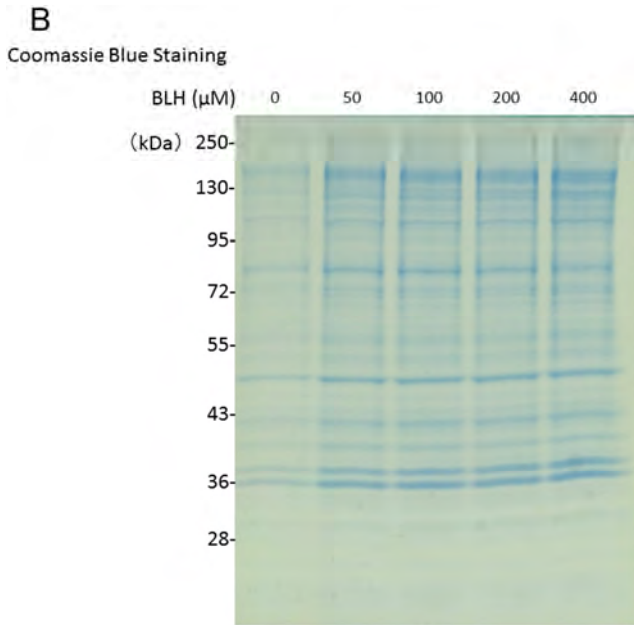 B
Coomassie Blue Staining
BLH (μM) 0 50 100 200 400
(kDa) 250-
130-
95-
72-
55-
43-
36-
28-